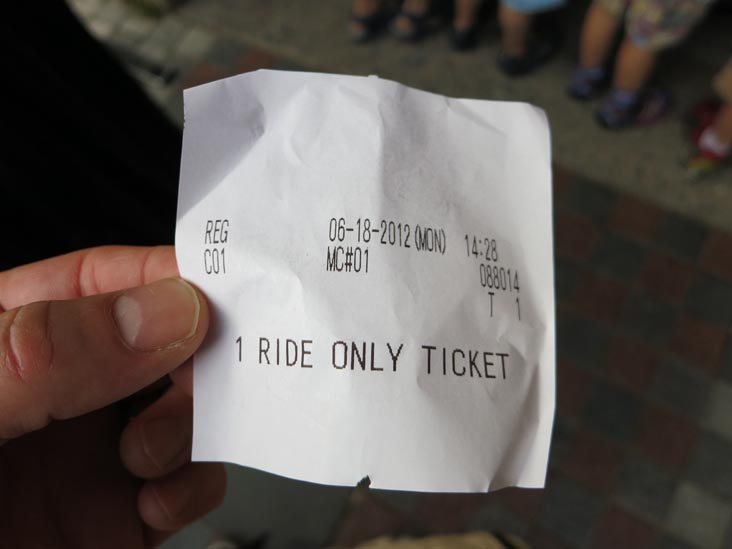 REG 06-18-2012(MON) 14:28
C01 MC#01 088014
T 1
1 RIDE ONLY TICKET